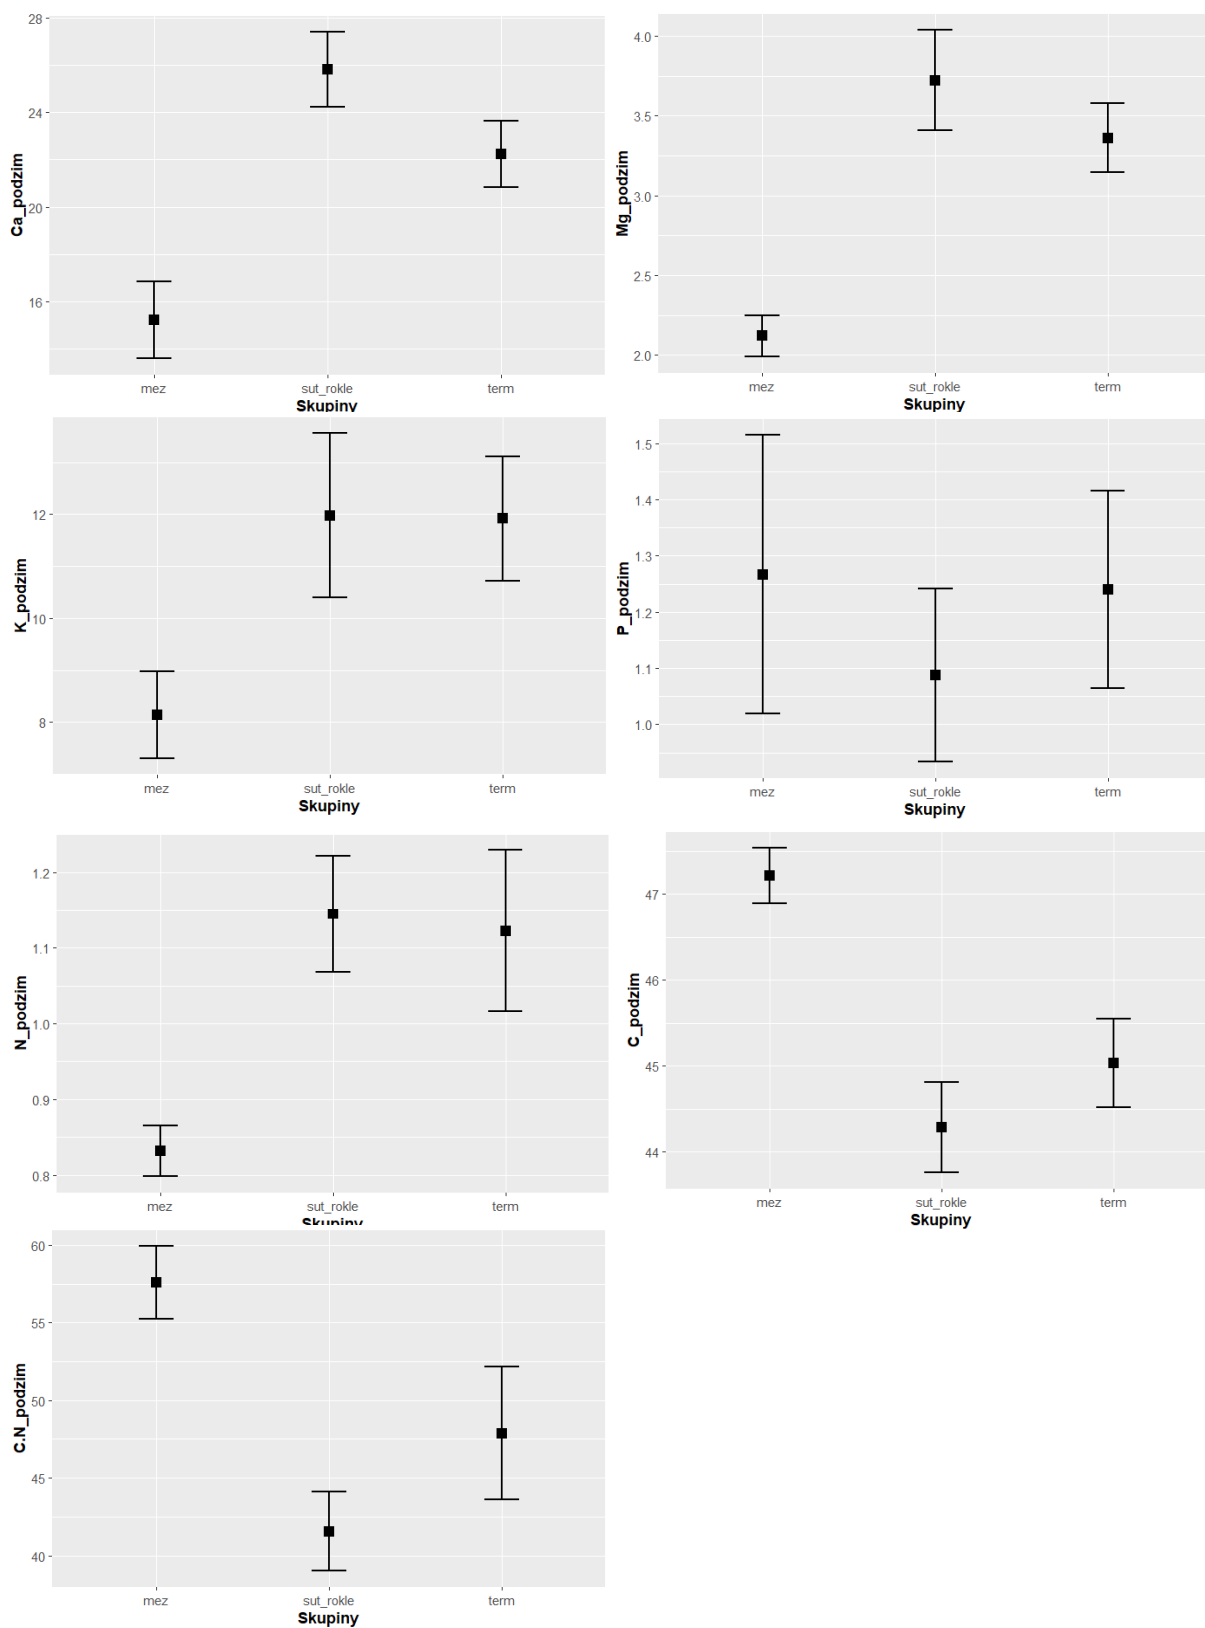 Ca_podzim
28
24
20
16
mez sut_rokle term
Skupiny
Mg_podzim
4.0
3.5
3.0
2.5
2.0
mez sut_rokle term
Skupiny
K_podzim
12
10
8
mez sut_rokle term
Skupiny
P_podzim
1.5
1.4
1.3
1.2
1.1
1.0
mez sut_rokle term
Skupiny
N_podzim
1.2
1.1
1.0
0.9
0.8
mez sut_rokle term
Skupiny
C_podzim
47
46
45
44
mez sut_rokle term
Skupiny
C.N_podzim
60
55
50
45
40
mez sut_rokle term
Skupiny